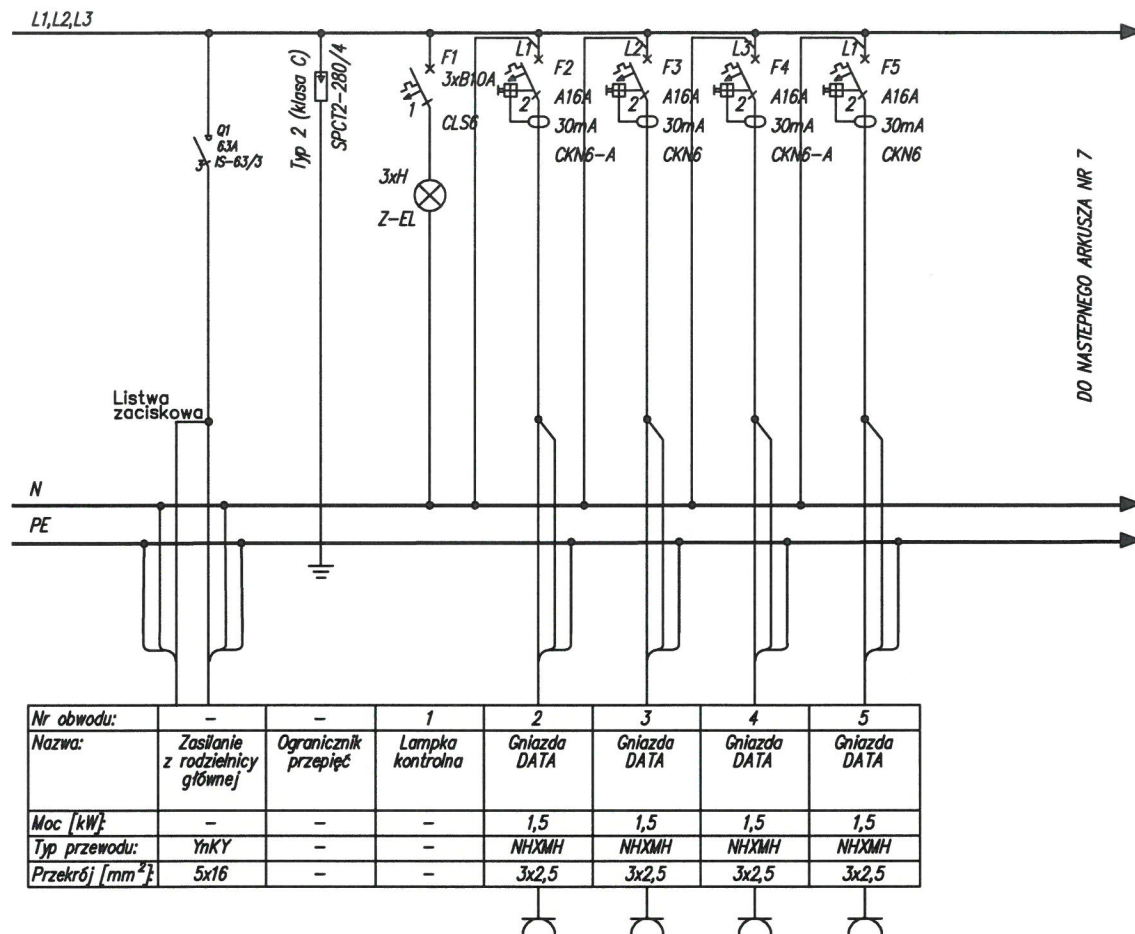 L1,L2,L3
Q1
63A
3 IS-63/3
Typ 2 (klasa C)
SPCT2-280/4
F1
3xB10A
1
CLS6
3xH
Z-EL
L1
F2
A16A
2
30mA
CKN6-A
L2
F3
A16A
2
30mA
CKN6
L3
F4
A16A
2
30mA
CKN6-A
L1
F5
A16A
2
30mA
CKN6
DO NASTEPNEGO ARKUSZA NR 7
Listwa
zaciskowa
N
PE
Nr obwodu: - - 1 2 3 4 5
Nazwa: Zasilanie z rodzielnicy głównej Ogranicznik przepięć Lampka kontrolna Gniazda DATA Gniazda DATA Gniazda DATA Gniazda DATA
Moc [kW]: - - - 1,5 1,5 1,5 1,5
Typ przewodu: YnKY - - NHXMH NHXMH NHXMH NHXMH
Przekrój [mm²]: 5x16 - - 3x2,5 3x2,5 3x2,5 3x2,5